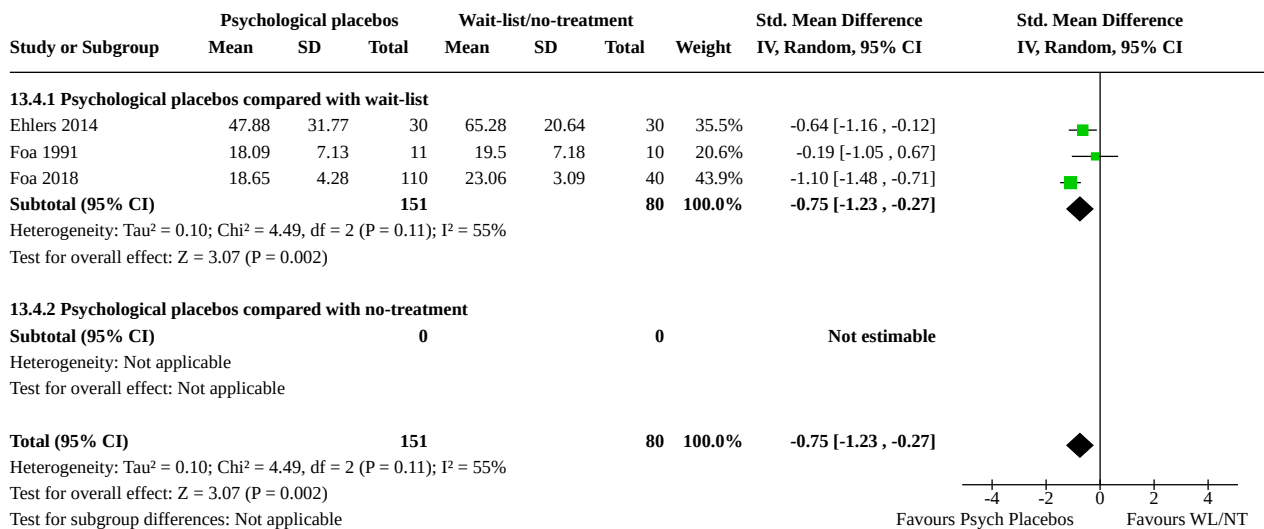 Psychological placebos Wait-list/no-treatment Std. Mean Difference Std. Mean Difference
Study or Subgroup Mean SD Total Mean SD Total Weight IV, Random, 95% CI IV, Random, 95% CI
13.4.1 Psychological placebos compared with wait-list
Ehlers 2014 47.88 31.77 30 65.28 20.64 30 35.5% -0.64 [-1.16 , -0.12]
Foa 1991 18.09 7.13 11 19.5 7.18 10 20.6% -0.19 [-1.05 , 0.67]
Foa 2018 18.65 4.28 110 23.06 3.09 40 43.9% -1.10 [-1.48 , -0.71]
Subtotal (95% CI) 151 80 100.0% -0.75 [-1.23 , -0.27]
Heterogeneity: Tau² = 0.10; Chi² = 4.49, df = 2 (P = 0.11); I² = 55%
Test for overall effect: Z = 3.07 (P = 0.002)
13.4.2 Psychological placebos compared with no-treatment
Subtotal (95% CI) 0 0 Not estimable
Heterogeneity: Not applicable
Test for overall effect: Not applicable
Total (95% CI) 151 80 100.0% -0.75 [-1.23 , -0.27]
Heterogeneity: Tau² = 0.10; Chi² = 4.49, df = 2 (P = 0.11); I² = 55%
Test for overall effect: Z = 3.07 (P = 0.002) -4 -2 0 2 4
Test for subgroup differences: Not applicable Favours Psych Placebos Favours WL/NT